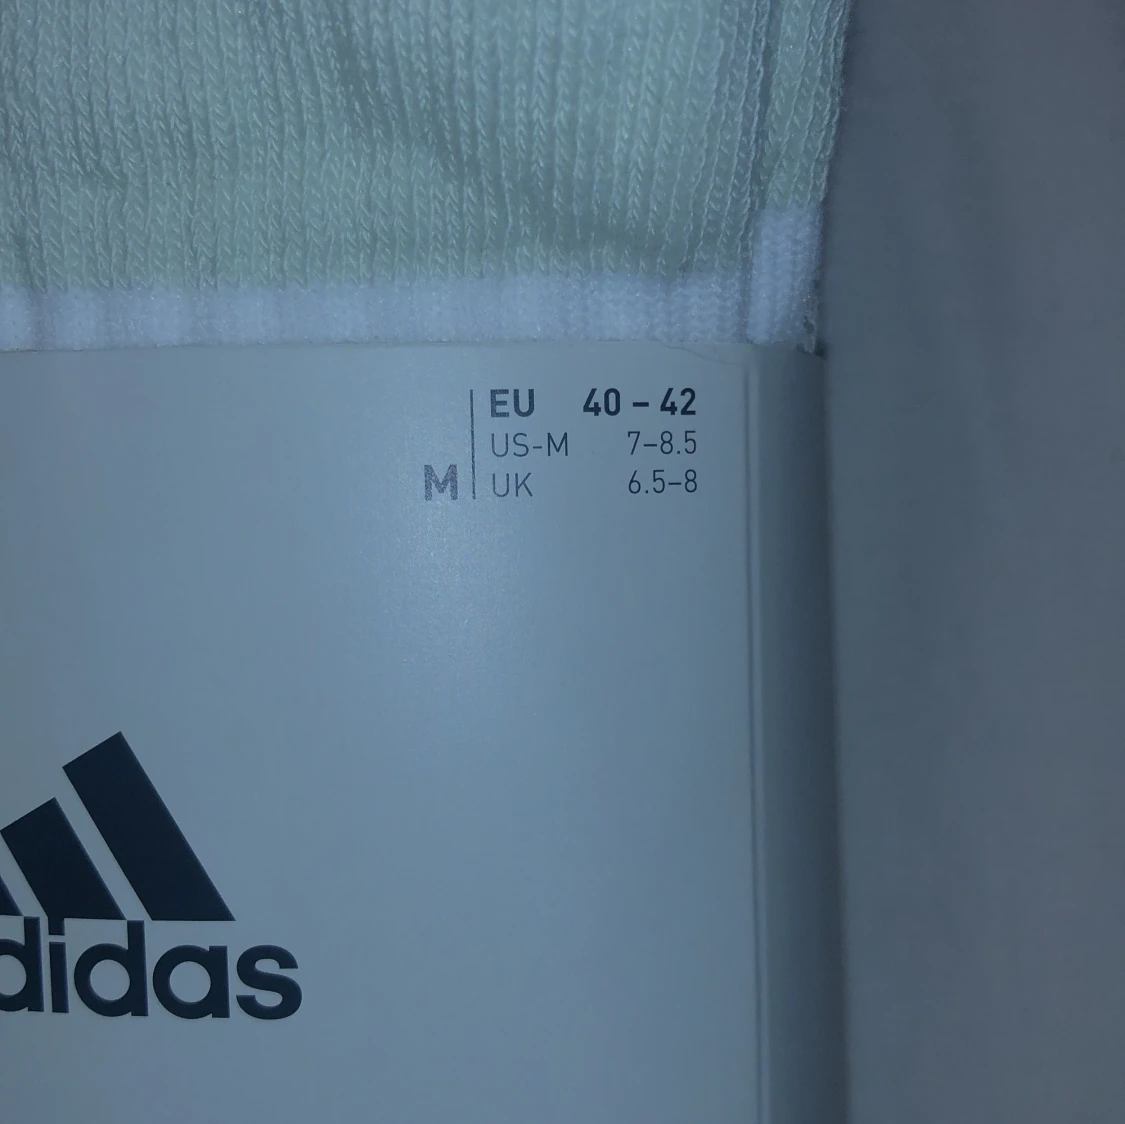 EU 40 – 42
US-M 7–8.5
M UK 6.5–8
didas